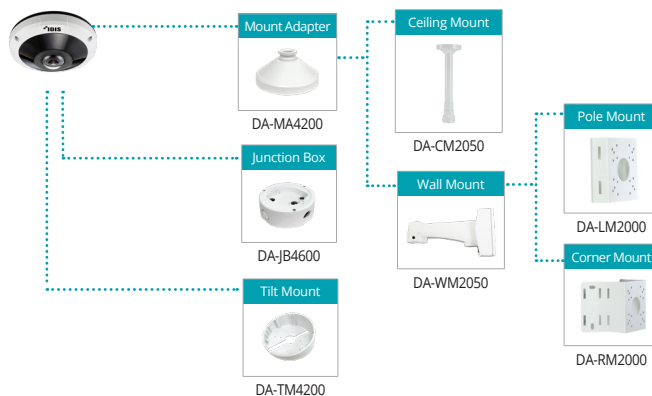 IDIS
Mount Adapter
DA-MA4200
Ceiling Mount
DA-CM2050
Junction Box
DA-JB4600
Wall Mount
DA-WM2050
Pole Mount
DA-LM2000
Corner Mount
DA-RM2000
Tilt Mount
DA-TM4200